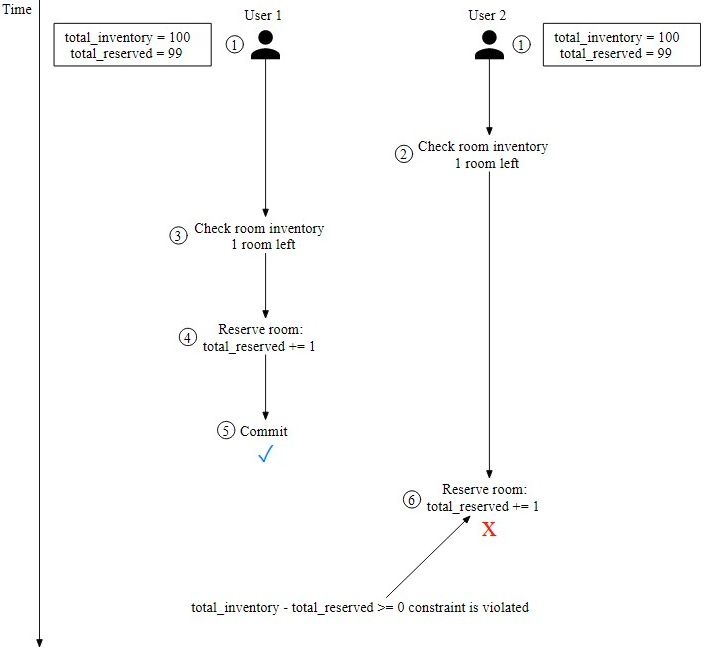 Time
User 1
User 2
total_inventory = 100
total_reserved = 99
1
1
total_inventory = 100
total_reserved = 99
2
Check room inventory
1 room left
3
Check room inventory
1 room left
4
Reserve room:
total_reserved += 1
5 Commit
6
Reserve room:
total_reserved += 1
X
total_inventory - total_reserved >= 0 constraint is violated